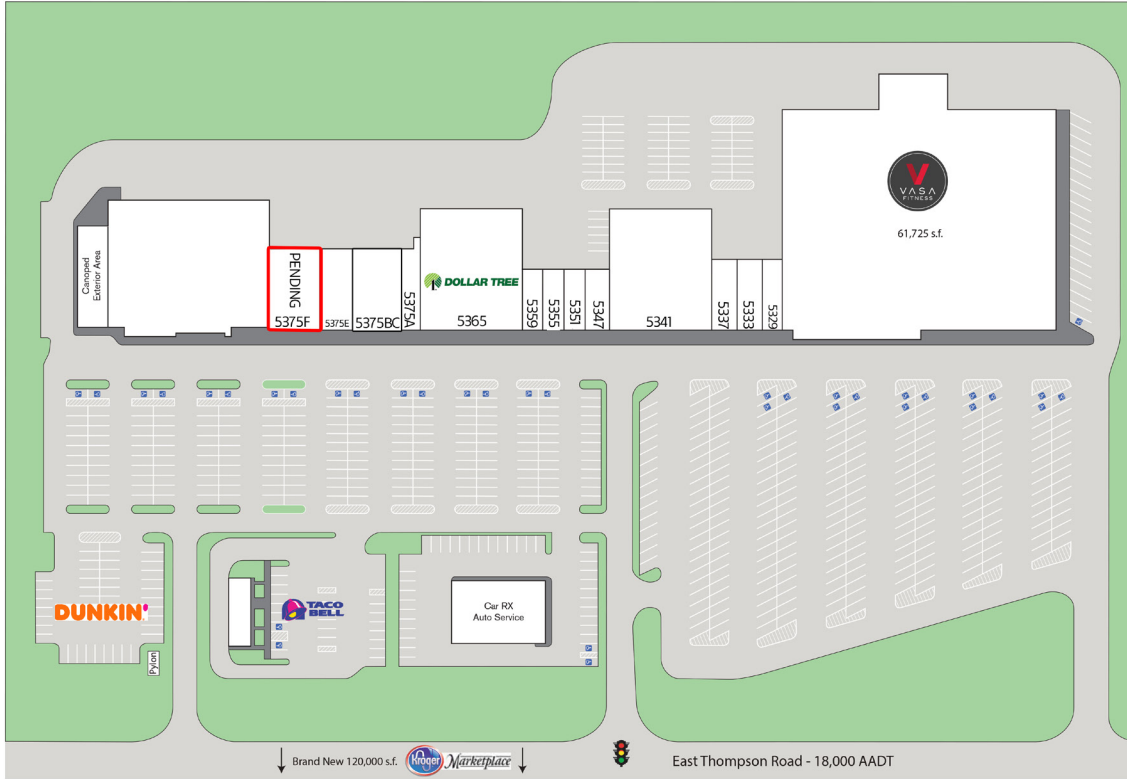 VASA
FITNESS
61,725 s.f.
Canoped
Exterior Area
PENDING
5375F
5375E
5375BC
5375A
DOLLAR TREE
5365
5359
5355
5351
5347
5341
5337
5333
5329
DUNKIN'
Pylon
TACO
BELL
Car RX
Auto Service
Brand New 120,000 s.f. Kroger Marketplace
East Thompson Road - 18,000 AADT